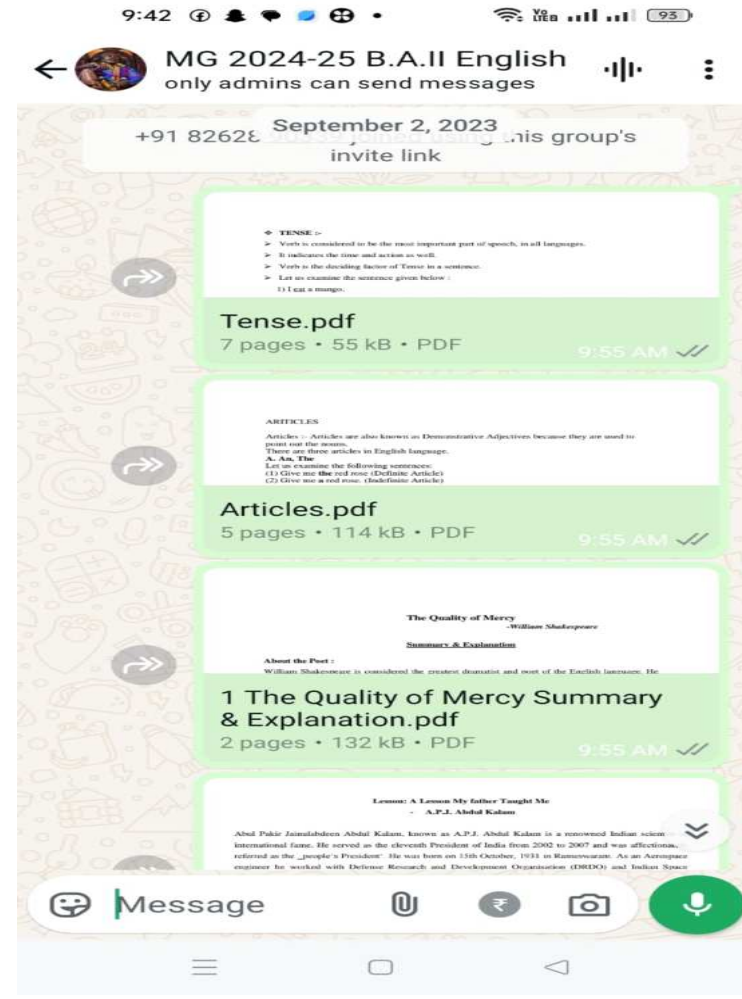 9:42
Vo LTE 93
MG 2024-25 B.A.II English
only admins can send messages
September 2, 2023
+91 82628 joined using this group's
invite link
❖ TENSE :-
➢ Verb is considered to be the most important part of speech, in all languages.
➢ It indicates the time and action as well.
➢ Verb is the deciding factor of Tense in a sentence.
➢ Let us examine the sentence given below :
1) I eat a mango.
Tense.pdf
7 pages • 55 kB • PDF
9:55 AM
ARITICLES
Articles :- Articles are also known as Demonstrative Adjectives because they are used to
point out the nouns.
There are three articles in English language.
A. An, The
Let us examine the following sentences:
(1) Give me the red rose (Definite Article)
(2) Give me a red rose. (Indefinite Article)
Articles.pdf
5 pages • 114 kB • PDF
9:55 AM
The Quality of Mercy
-William Shakespeare
Summary & Explanation
About the Poet :
William Shakespeare is considered the greatest dramatist and poet of the English language. He
1 The Quality of Mercy Summary
& Explanation.pdf
2 pages • 132 kB • PDF
9:55 AM
Lesson: A Lesson My father Taught Me
- A.P.J. Abdul Kalam
Abul Pakir Jainulabdeen Abdul Kalam, known as A.P.J. Abdul Kalam is a renowned Indian scien
international fame. He served as the eleventh President of India from 2002 to 2007 and was affectiona
referred as the _people's President'. He was born on 15th October, 1931 in Rameswaram. As an Aerospace
engineer he worked with Defense Research and Development Organisation (DRDO) and Indian Space
Message
₹